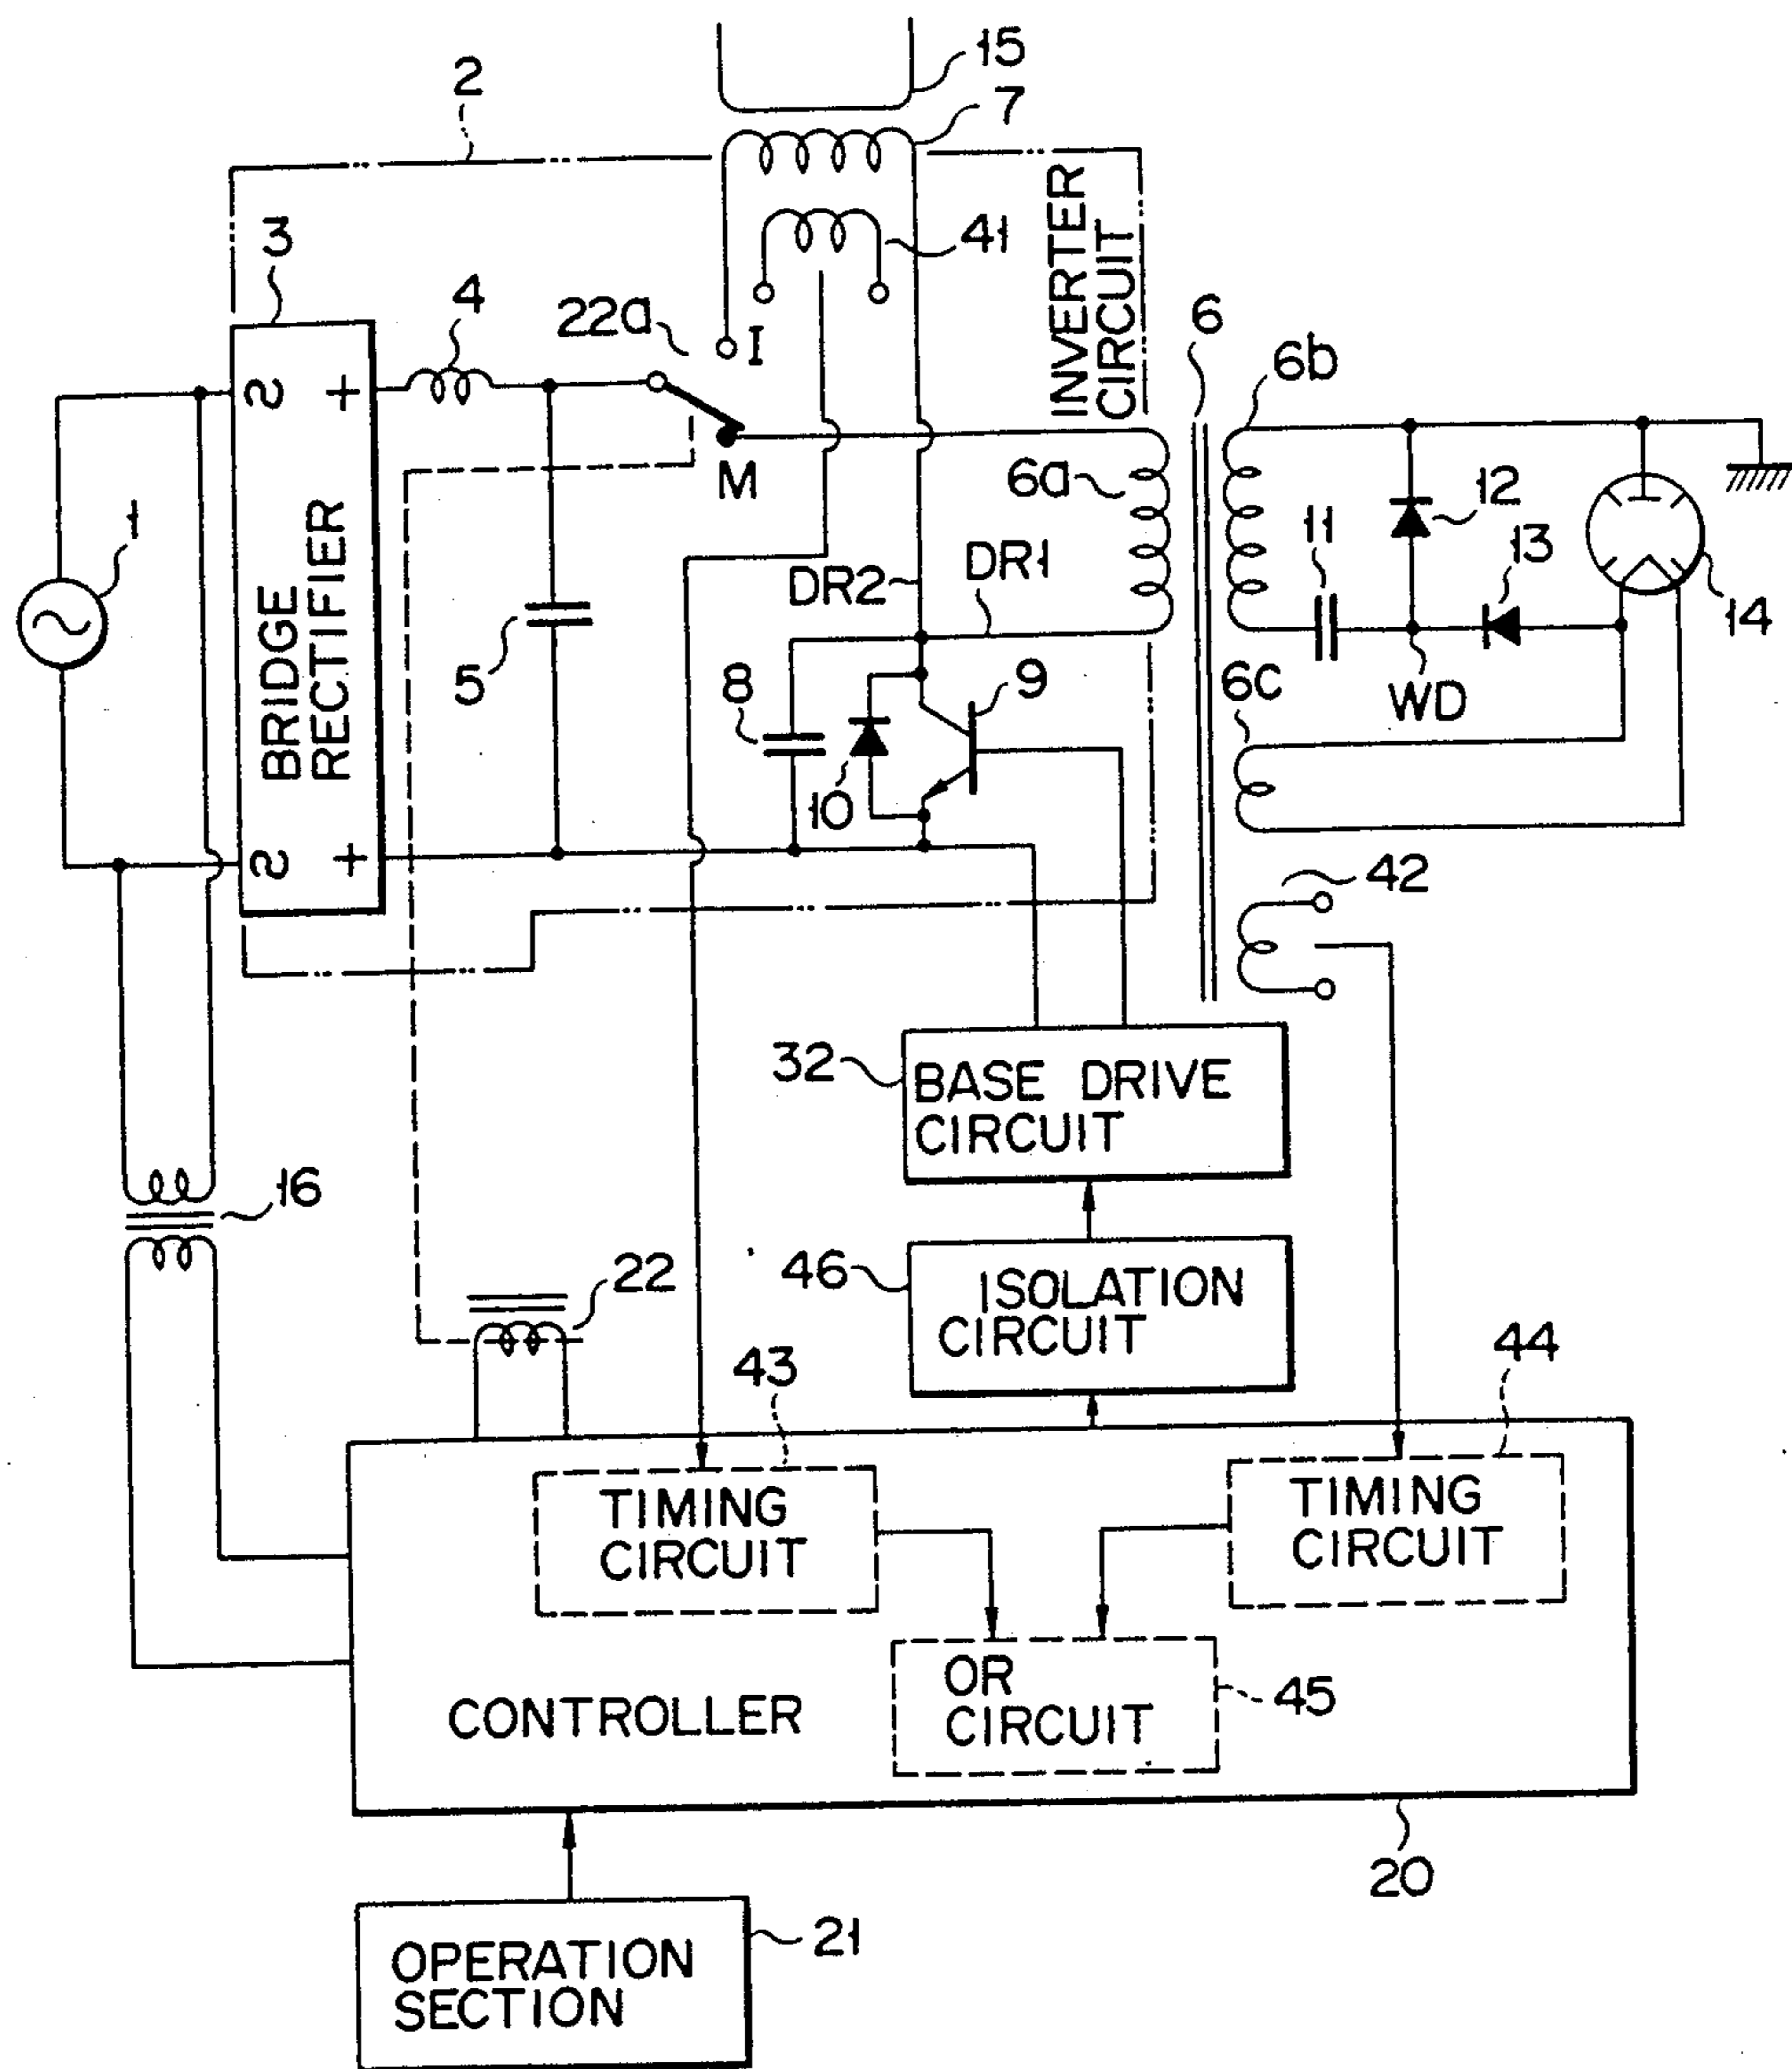 15
2
7
INVERTER
CIRCUIT
3
41
4
22a
I
6
6b
M
6a
12
1
BRIDGE
RECTIFIER
11
13
DR2
DR1
14
5
8
9
6c
WD
10
42
32
BASE DRIVE
CIRCUIT
16
46
ISOLATION
CIRCUIT
22
43
44
TIMING
CIRCUIT
TIMING
CIRCUIT
OR
CIRCUIT
45
CONTROLLER
20
21
OPERATION
SECTION